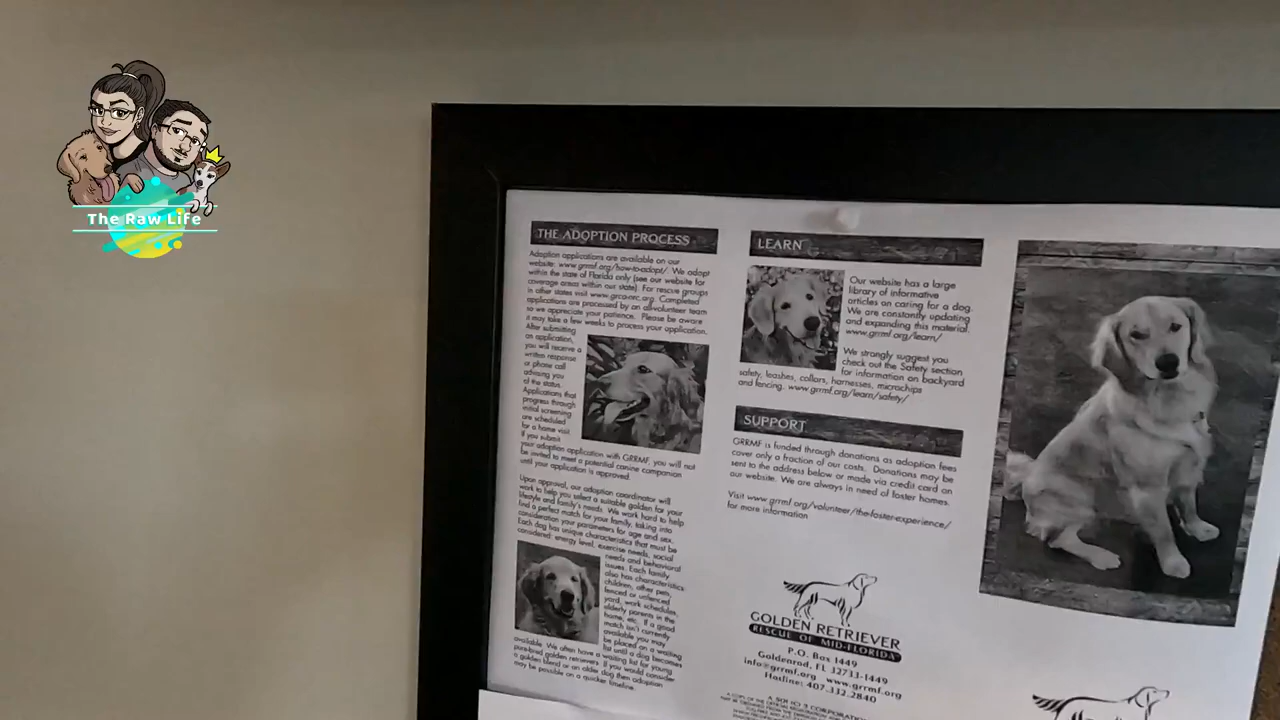 The Raw Life
THE ADOPTION PROCESS
Adoption applications are available on our
website: www.grrmf.org/how-to-adopt/ We adopt
within the state of Florida only (see our website for
coverage areas within our state). For rescue groups
in other states visit www.grca-nrc.org. Completed
applications are processed by an all-volunteer team
so we appreciate your patience. Please be aware
it may take a few weeks to process your application.
After submitting
an application,
you will receive a
written response
or phone call
advising you
of the status.
Applications that
progress through
initial screening
are scheduled
for a home visit.
If you submit
your adoption application with GRRMF, you will not
be invited to meet a potential canine companion
until your application is approved.
Upon approval, our adoption coordinator will
work to help you select a suitable golden for your
lifestyle and family's needs. We work hard to help
find a perfect match for your family, taking into
consideration your parameters for age and sex.
Each dog has unique characteristics that must be
considered: energy level, exercise needs, social
needs and behavioral
issues. Each family
also has characteristics:
children, other pets,
fenced or unfenced
yard, work schedules,
elderly parents in the
home, etc. If a good
match isn't currently
available you may
be placed on a waiting
list until a dog becomes
available. We often have a waiting list for young
pure-bred golden retrievers. If you would consider
a golden blend or an older dog then adoption
may be possible on a quicker timeline.
LEARN
Our website has a large
library of informative
articles on caring for a dog.
We are constantly updating
and expanding this material.
www.grrmf.org/learn/
We strongly suggest you
check out the Safety section
for information on backyard
safety, leashes, collars, harnesses, microchips
and fencing. www.grrmf.org/learn/safety/
SUPPORT
GRRMF is funded through donations as adoption fees
cover only a fraction of our costs. Donations may be
sent to the address below or made via credit card on
our website. We are always in need of foster homes.
Visit www.grrmf.org/volunteer/the-foster-experience/
for more information
GOLDEN RETRIEVER
RESCUE OF MID-FLORIDA
P.O. Box 1449
Goldenrod, FL 32733-1449
info@grrmf.org www.grrmf.org
Hotline: 407-332-2840
A 501 (C) 3 CORPORATION